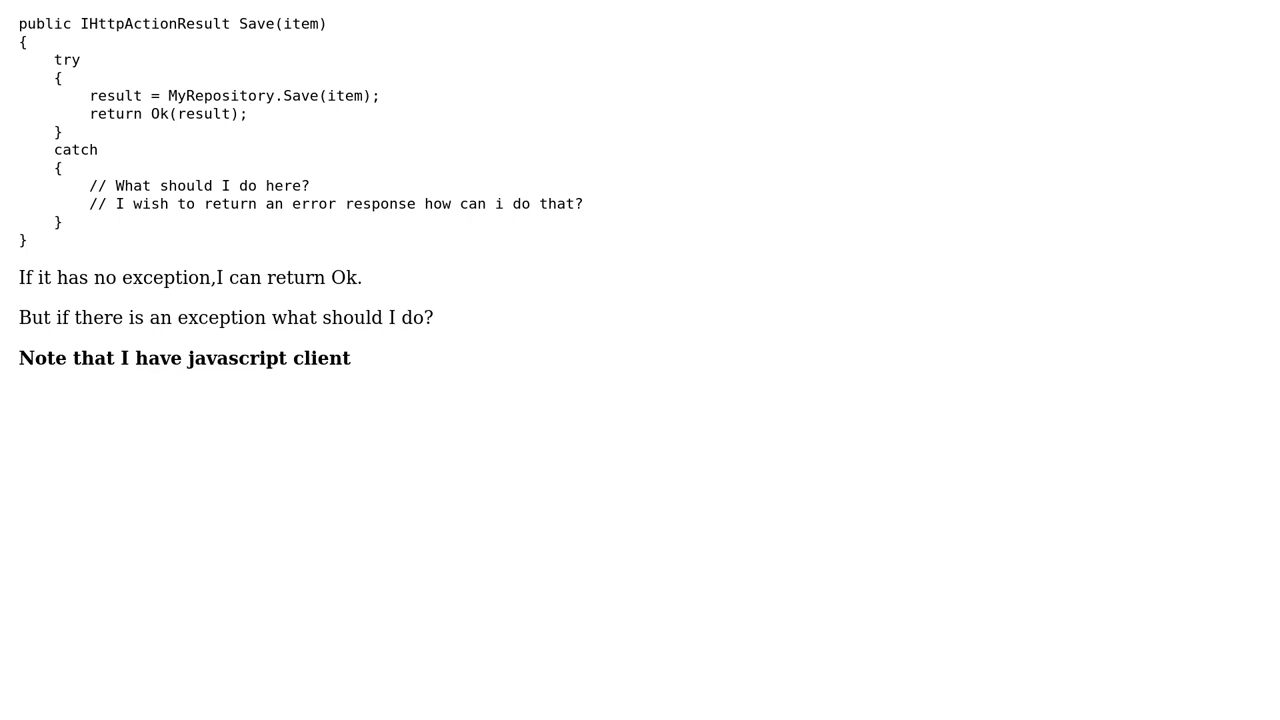 public IHttpActionResult Save(item)
{
    try
    {
        result = MyRepository.Save(item);
        return Ok(result);
    }
    catch
    {
        // What should I do here?
        // I wish to return an error response how can i do that?
    }
}
If it has no exception,I can return Ok.
But if there is an exception what should I do?
Note that I have javascript client